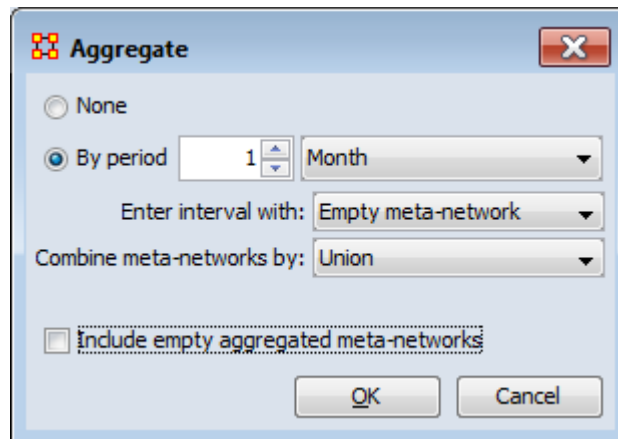 Aggregate
None
By period 1 Month
Enter interval with: Empty meta-network
Combine meta-networks by: Union
Include empty aggregated meta-networks
OK Cancel